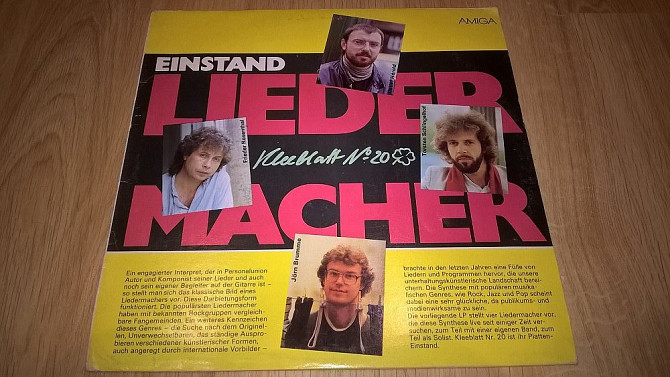 AMIGA
EINSTAND
LIEDER
Frieder Rosenthal
Kleeblatt No 20
MACHER
Jörn Brumme
Ein engagierter Interpret, der in Personalunion
Autor und Komponist seiner Lieder und auch
noch sein eigener Begleiter auf der Gitarre ist –
so stellt man sich das klassische Bild eines
Liedermachers vor. Diese Darbietungsform
funktioniert. Die populärsten Liedermacher
haben mit bekannten Rockgruppen vergleich-
bare Fangemeinden. Ein weiteres Kennzeichen
dieses Genres – die Suche nach dem Originel-
len, Unverwechselbaren, das ständige Auspro-
bieren verschiedener künstlerischer Formen,
auch angeregt durch internationale Vorbilder –
brachte in den letzten Jahren eine Fülle von
Liedern und Programmen hervor, die unsere
unterhaltungskünstlerische Landschaft berei-
chern. Die Synthese mit populären musika-
lischen Genres, wie Rock, Jazz und Pop scheint
dabei eine sehr glückliche, da publikums- und
medienwirksame zu sein.
Die vorliegende LP stellt vier Liedermacher vor,
die diese Synthese live seit einiger Zeit ver-
suchen, zum Teil mit einer eigenen Band, zum
Teil als Solist. Kleeblatt Nr. 20 ist ihr Platten-
Einstand.